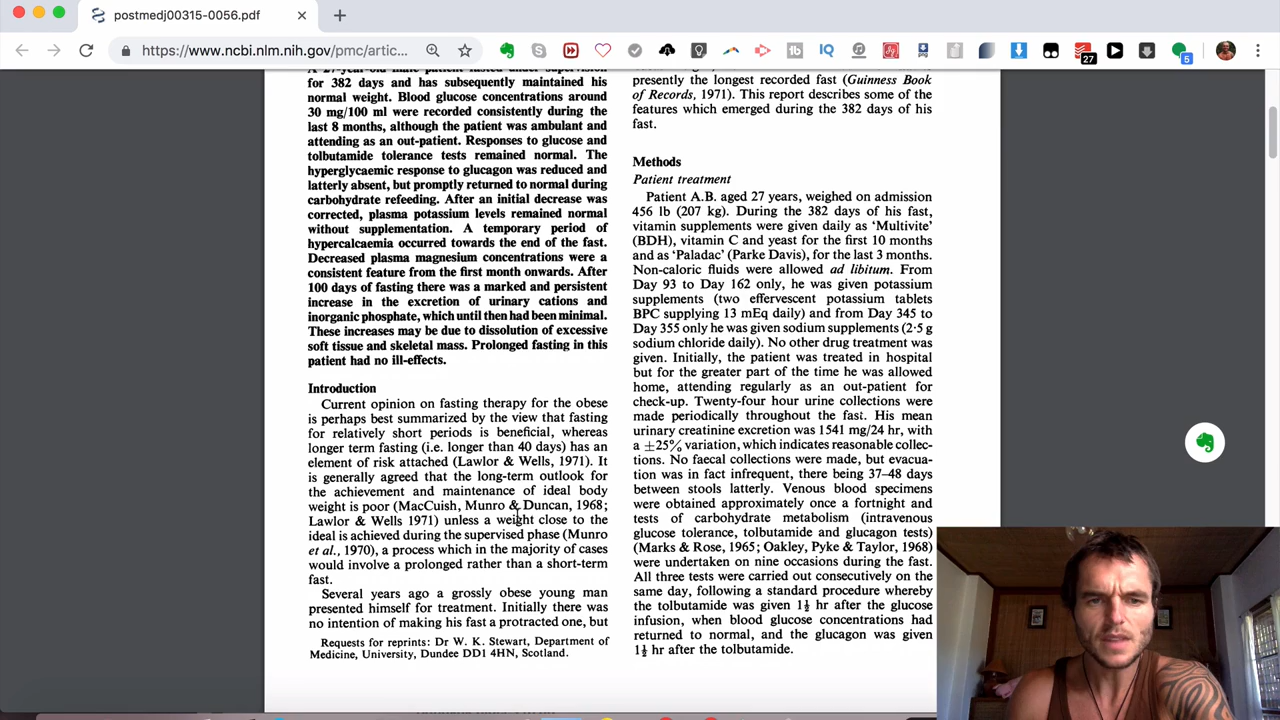 postmedj00315-0056.pdf
https://www.ncbi.nlm.nih.gov/pmc/artic...
27
5
A 27-year-old male patient fasted under supervision
for 382 days and has subsequently maintained his
normal weight. Blood glucose concentrations around
30 mg/100 ml were recorded consistently during the
last 8 months, although the patient was ambulant and
attending as an out-patient. Responses to glucose and
tolbutamide tolerance tests remained normal. The
hyperglycaemic response to glucagon was reduced and
latterly absent, but promptly returned to normal during
carbohydrate refeeding. After an initial decrease was
corrected, plasma potassium levels remained normal
without supplementation. A temporary period of
hypercalcaemia occurred towards the end of the fast.
Decreased plasma magnesium concentrations were a
consistent feature from the first month onwards. After
100 days of fasting there was a marked and persistent
increase in the excretion of urinary cations and
inorganic phosphate, which until then had been minimal.
These increases may be due to dissolution of excessive
soft tissue and skeletal mass. Prolonged fasting in this
patient had no ill-effects.
Introduction
Current opinion on fasting therapy for the obese
is perhaps best summarized by the view that fasting
for relatively short periods is beneficial, whereas
longer term fasting (i.e. longer than 40 days) has an
element of risk attached (Lawlor & Wells, 1971). It
is generally agreed that the long-term outlook for
the achievement and maintenance of ideal body
weight is poor (MacCuish, Munro & Duncan, 1968;
Lawlor & Wells 1971) unless a weight close to the
ideal is achieved during the supervised phase (Munro
et al., 1970), a process which in the majority of cases
would involve a prolonged rather than a short-term
fast.
Several years ago a grossly obese young man
presented himself for treatment. Initially there was
no intention of making his fast a protracted one, but
Requests for reprints: Dr W. K. Stewart, Department of
Medicine, University, Dundee DD1 4HN, Scotland.
presently the longest recorded fast (Guinness Book
of Records, 1971). This report describes some of the
features which emerged during the 382 days of his
fast.
Methods
Patient treatment
Patient A.B. aged 27 years, weighed on admission
456 lb (207 kg). During the 382 days of his fast,
vitamin supplements were given daily as 'Multivite'
(BDH), vitamin C and yeast for the first 10 months
and as 'Paladac' (Parke Davis), for the last 3 months.
Non-caloric fluids were allowed ad libitum. From
Day 93 to Day 162 only, he was given potassium
supplements (two effervescent potassium tablets
BPC supplying 13 mEq daily) and from Day 345 to
Day 355 only he was given sodium supplements (2·5 g
sodium chloride daily). No other drug treatment was
given. Initially, the patient was treated in hospital
but for the greater part of the time he was allowed
home, attending regularly as an out-patient for
check-up. Twenty-four hour urine collections were
made periodically throughout the fast. His mean
urinary creatinine excretion was 1541 mg/24 hr, with
a ±25% variation, which indicates reasonable collec-
tions. No faecal collections were made, but evacua-
tion was in fact infrequent, there being 37–48 days
between stools latterly. Venous blood specimens
were obtained approximately once a fortnight and
tests of carbohydrate metabolism (intravenous
glucose tolerance, tolbutamide and glucagon tests)
(Marks & Rose, 1965; Oakley, Pyke & Taylor, 1968)
were undertaken on nine occasions during the fast.
All three tests were carried out consecutively on the
same day, following a standard procedure whereby
the tolbutamide was given 1½ hr after the glucose
infusion, when blood glucose concentrations had
returned to normal, and the glucagon was given
1½ hr after the tolbutamide.